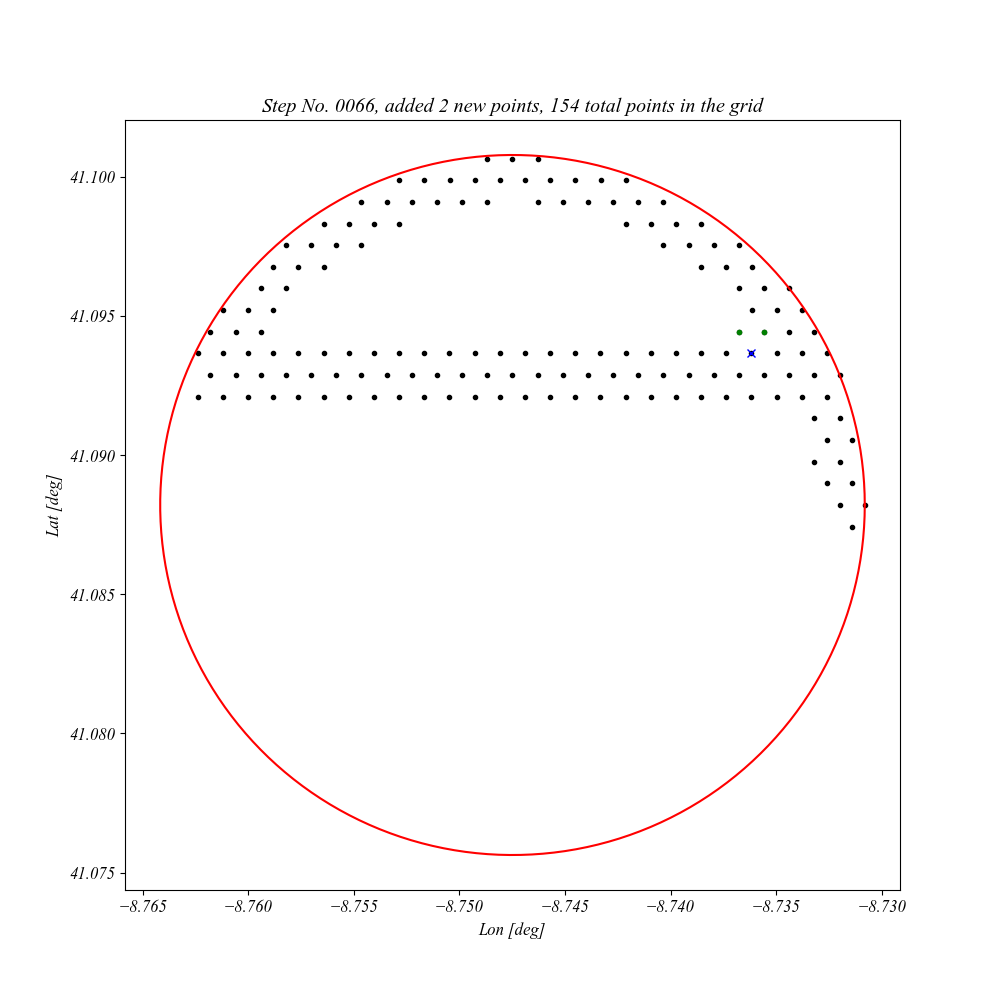 Step No. 0066, added 2 new points, 154 total points in the grid
41.100
41.095
41.090
41.085
41.080
41.075
Lat [deg]
−8.765 −8.760 −8.755 −8.750 −8.745 −8.740 −8.735 −8.730
Lon [deg]